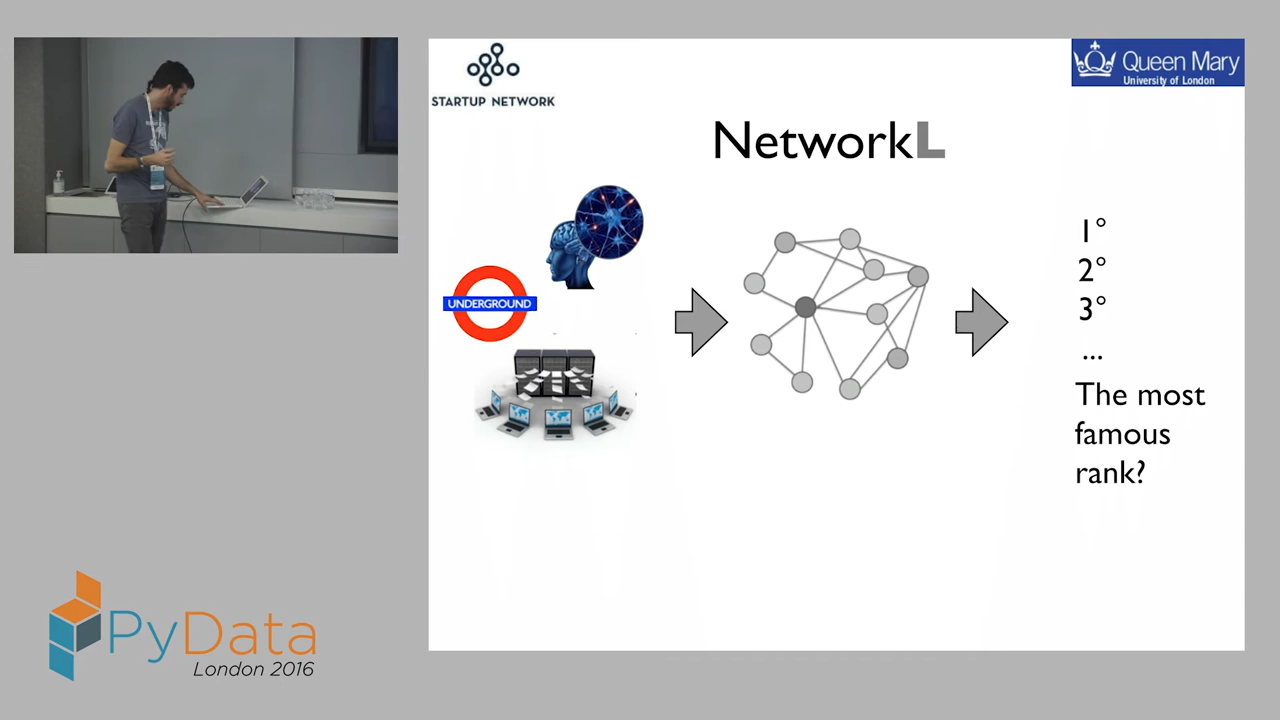 STARTUP NETWORK
Queen Mary
University of London
NetworkL
UNDERGROUND
1°
2°
3°
...
The most
famous
rank?
PyData
London 2016